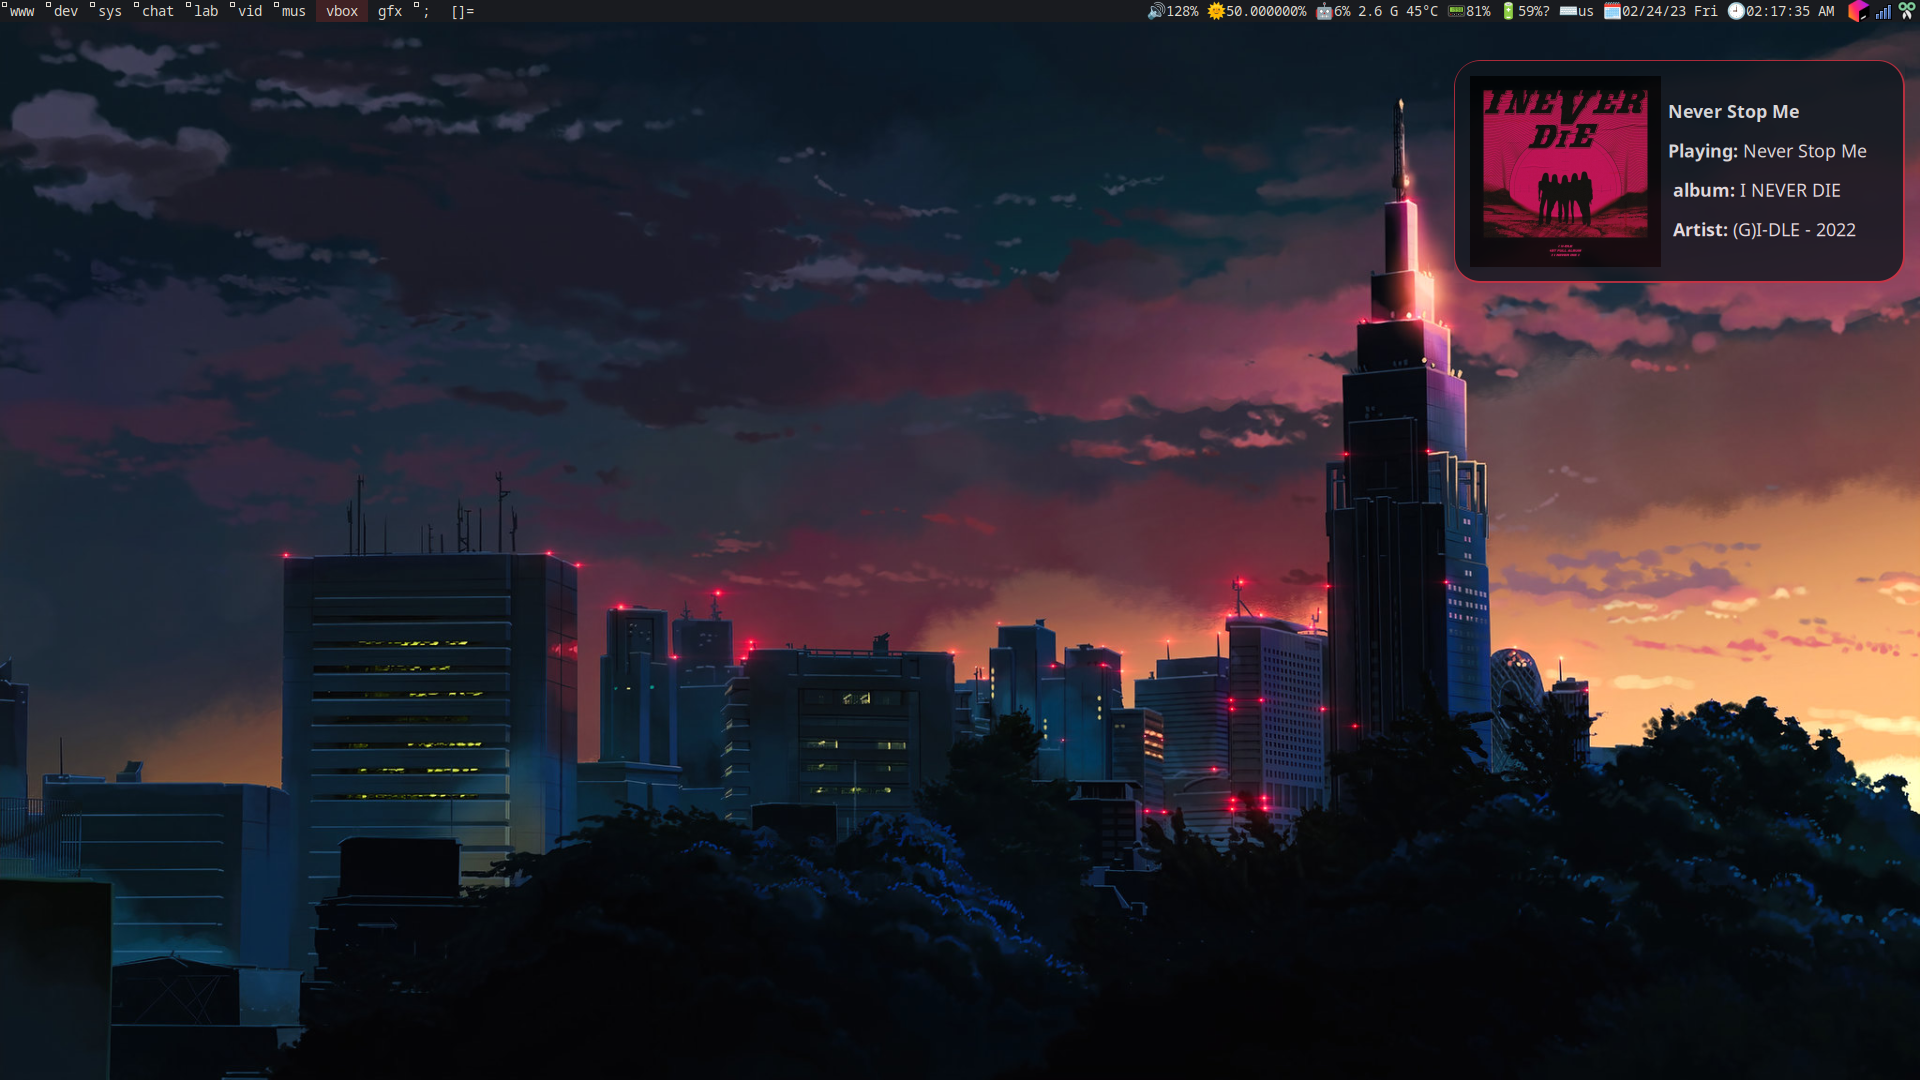 www dev sys chat lab vid mus vbox gfx ; []= 🔊128% 🌞50.000000% 🤖6% 2.6 G 45°C 📟81% 🔋59%? ⌨️us 🗓️02/24/23 Fri 🕘02:17:35 AM
I NEVER
DIE
Never Stop Me
Playing: Never Stop Me
album: I NEVER DIE
Artist: (G)I-DLE - 2022